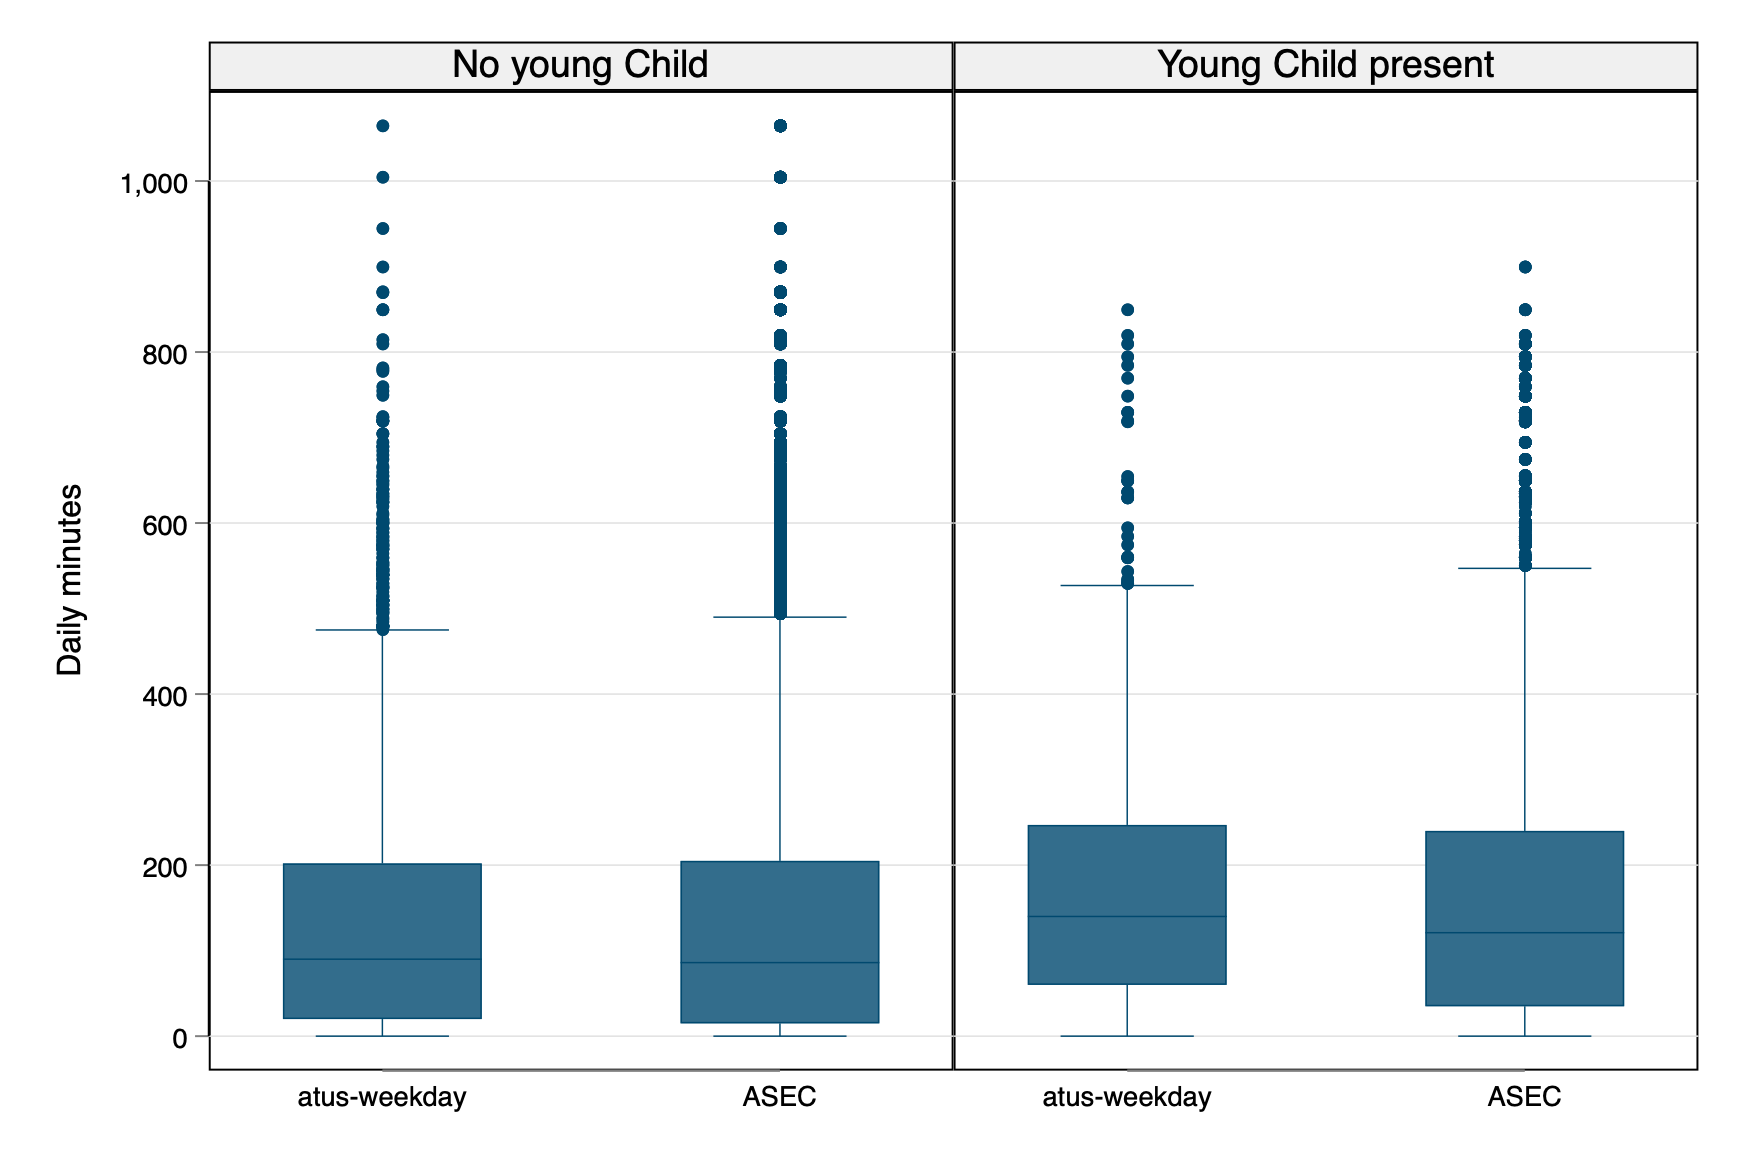 No young Child
Young Child present
Daily minutes
1,000
800
600
400
200
0
atus-weekday
ASEC
atus-weekday
ASEC